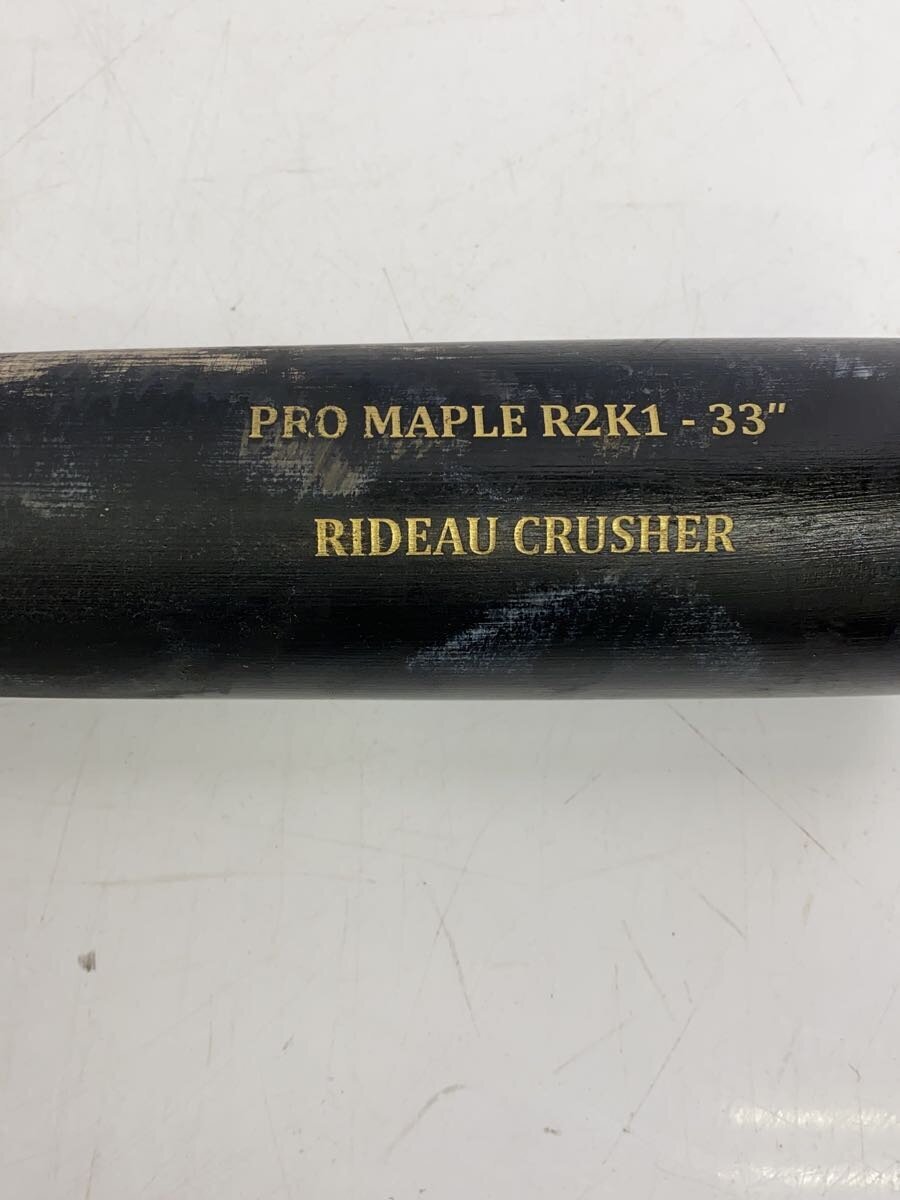 PRO MAPLE R2K1 - 33"
RIDEAU CRUSHER